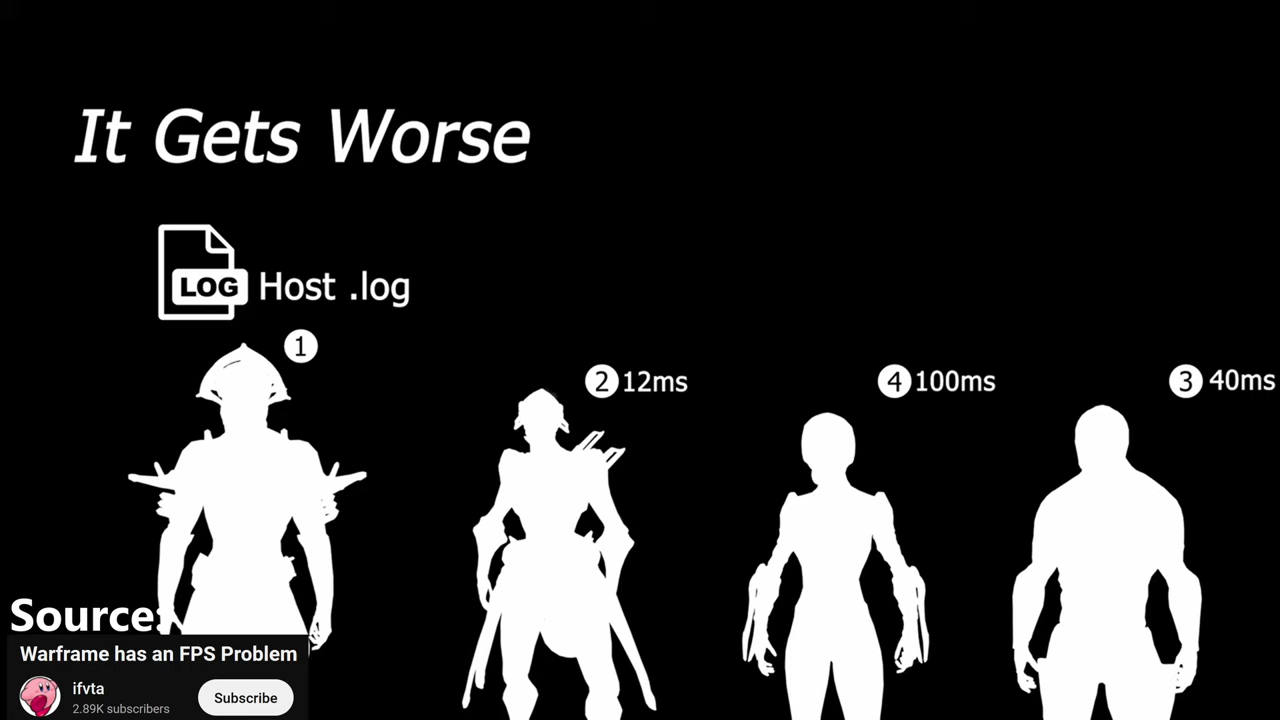 It Gets Worse
LOG Host .log
1
2 12ms
4 100ms
3 40ms
Source:
Warframe has an FPS Problem
ifvta
2.89K subscribers
Subscribe